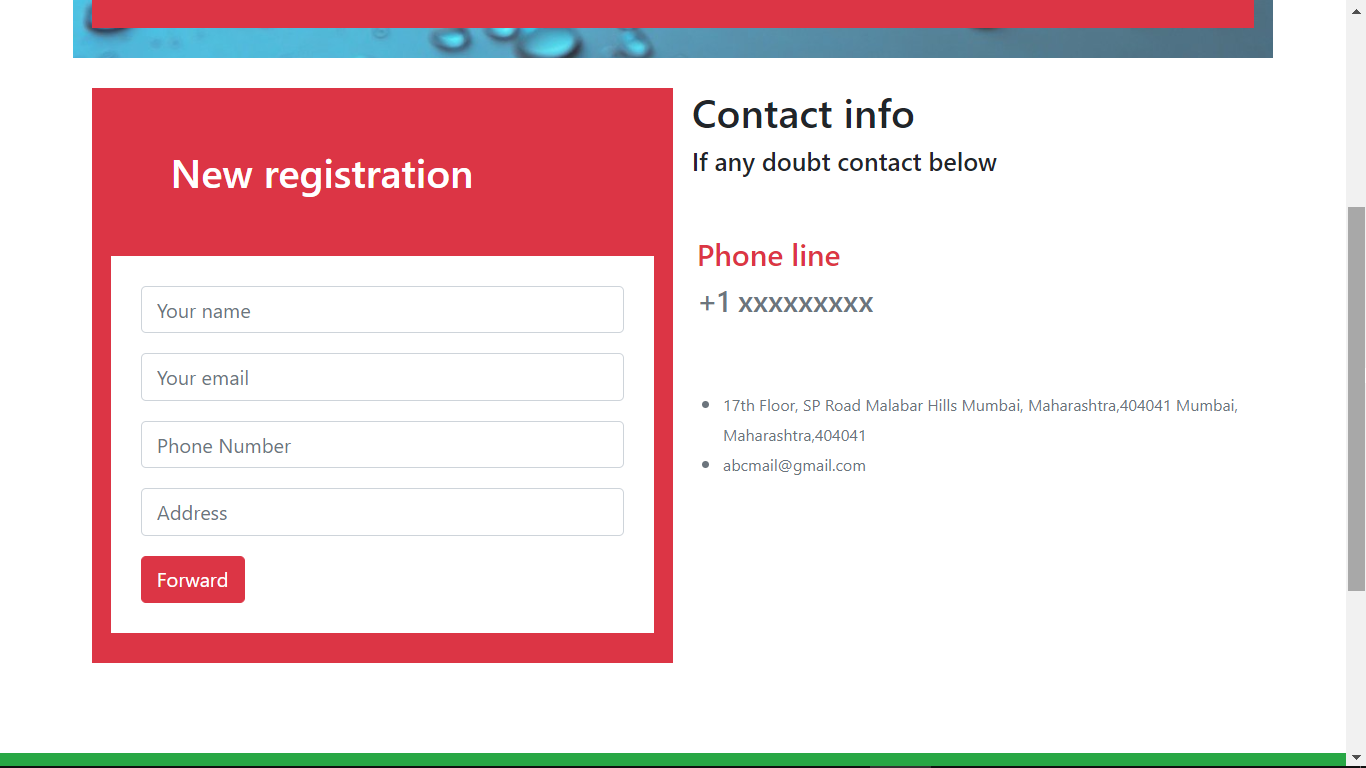 New registration
Your name
Your email
Phone Number
Address
Forward
Contact info
If any doubt contact below
Phone line
+1 xxxxxxxxx
17th Floor, SP Road Malabar Hills Mumbai, Maharashtra,404041 Mumbai,
Maharashtra,404041
abcmail@gmail.com